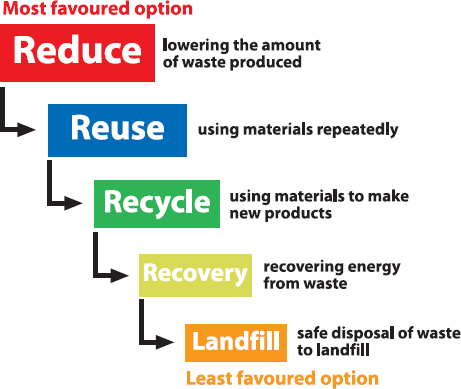 Most favoured option
Reduce
lowering the amount
of waste produced
Reuse
using materials repeatedly
Recycle
using materials to make
new products
Recovery
recovering energy
from waste
Landfill
safe disposal of waste
to landfill
Least favoured option